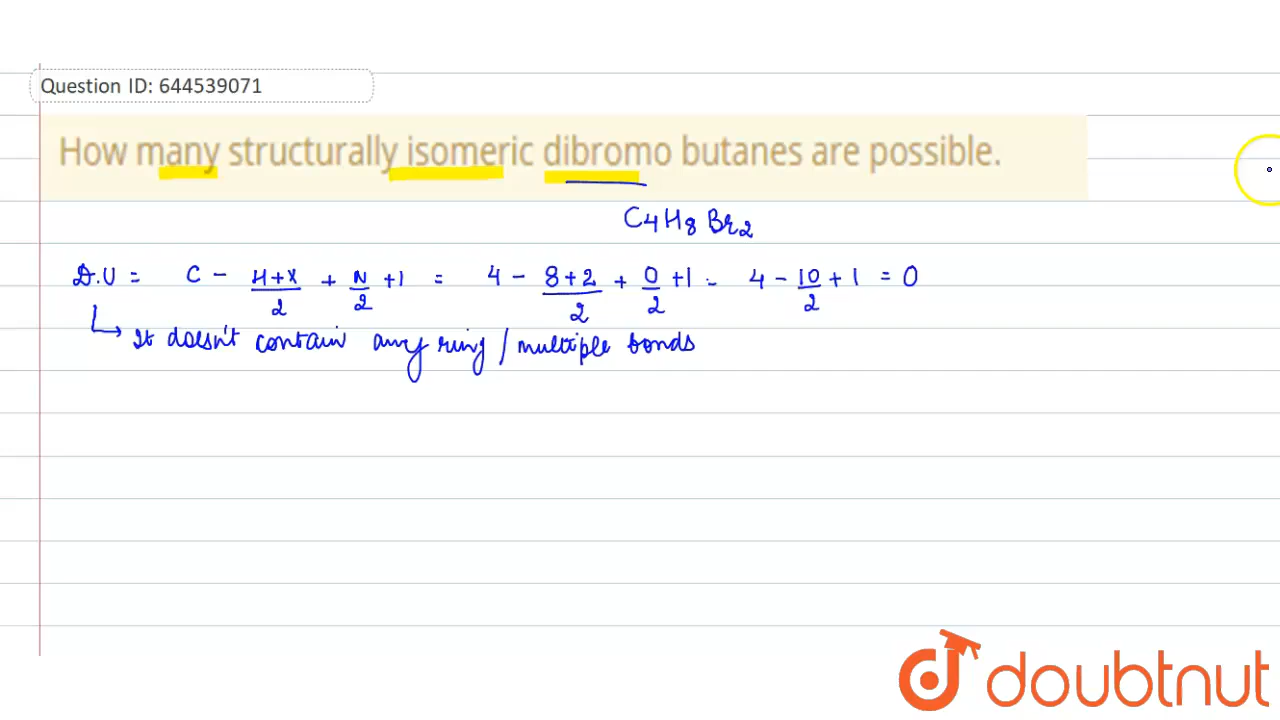 Question ID: 644539071
How many structurally isomeric dibromo butanes are possible.
C4H8Br2
D.U = C - (H+X)/2 + N/2 + 1 = 4 - (8+2)/2 + 0/2 + 1 = 4 - 10/2 + 1 = 0
↳ It doesn't contain any ring / multiple bonds
doubtnut